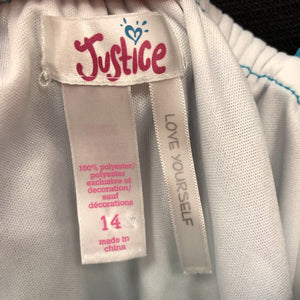 Justice
100% polyester/
polyester
exclusive of
decoration/
sauf
décorations
14
made in
china
LOVE YOURSELF